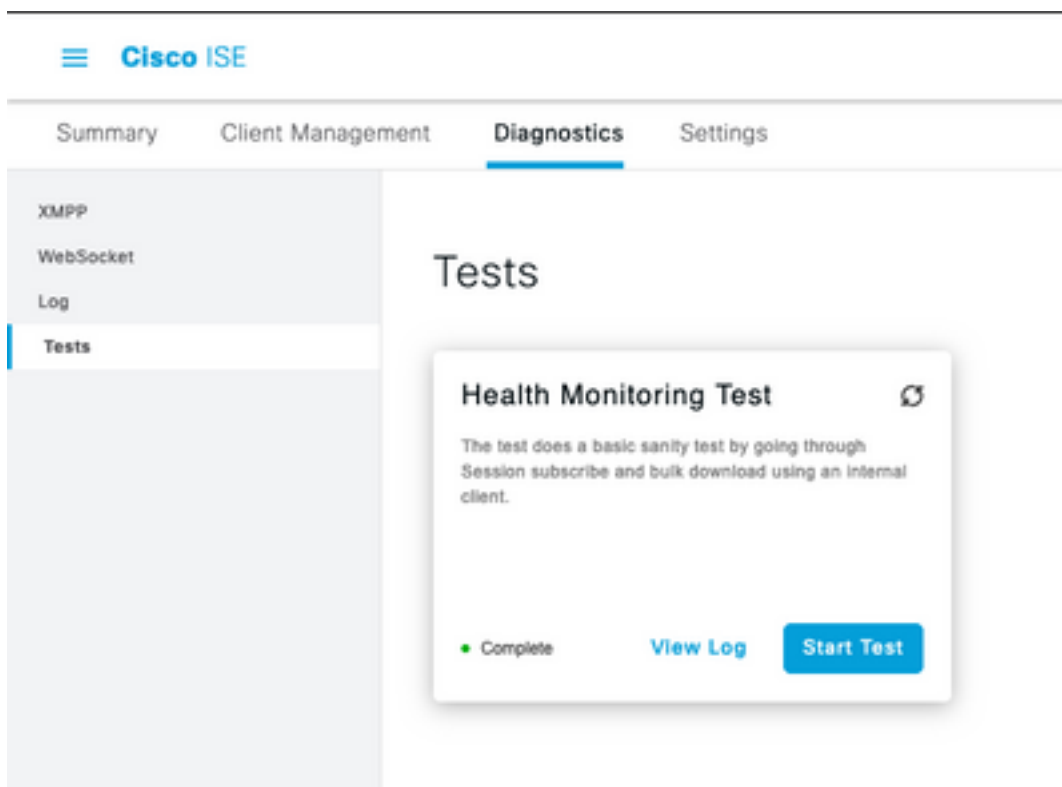 Cisco ISE
Summary Client Management Diagnostics Settings
XMPP
WebSocket
Log
Tests
Tests
Health Monitoring Test
The test does a basic sanity test by going through
Session subscribe and bulk download using an internal
client.
Complete View Log Start Test